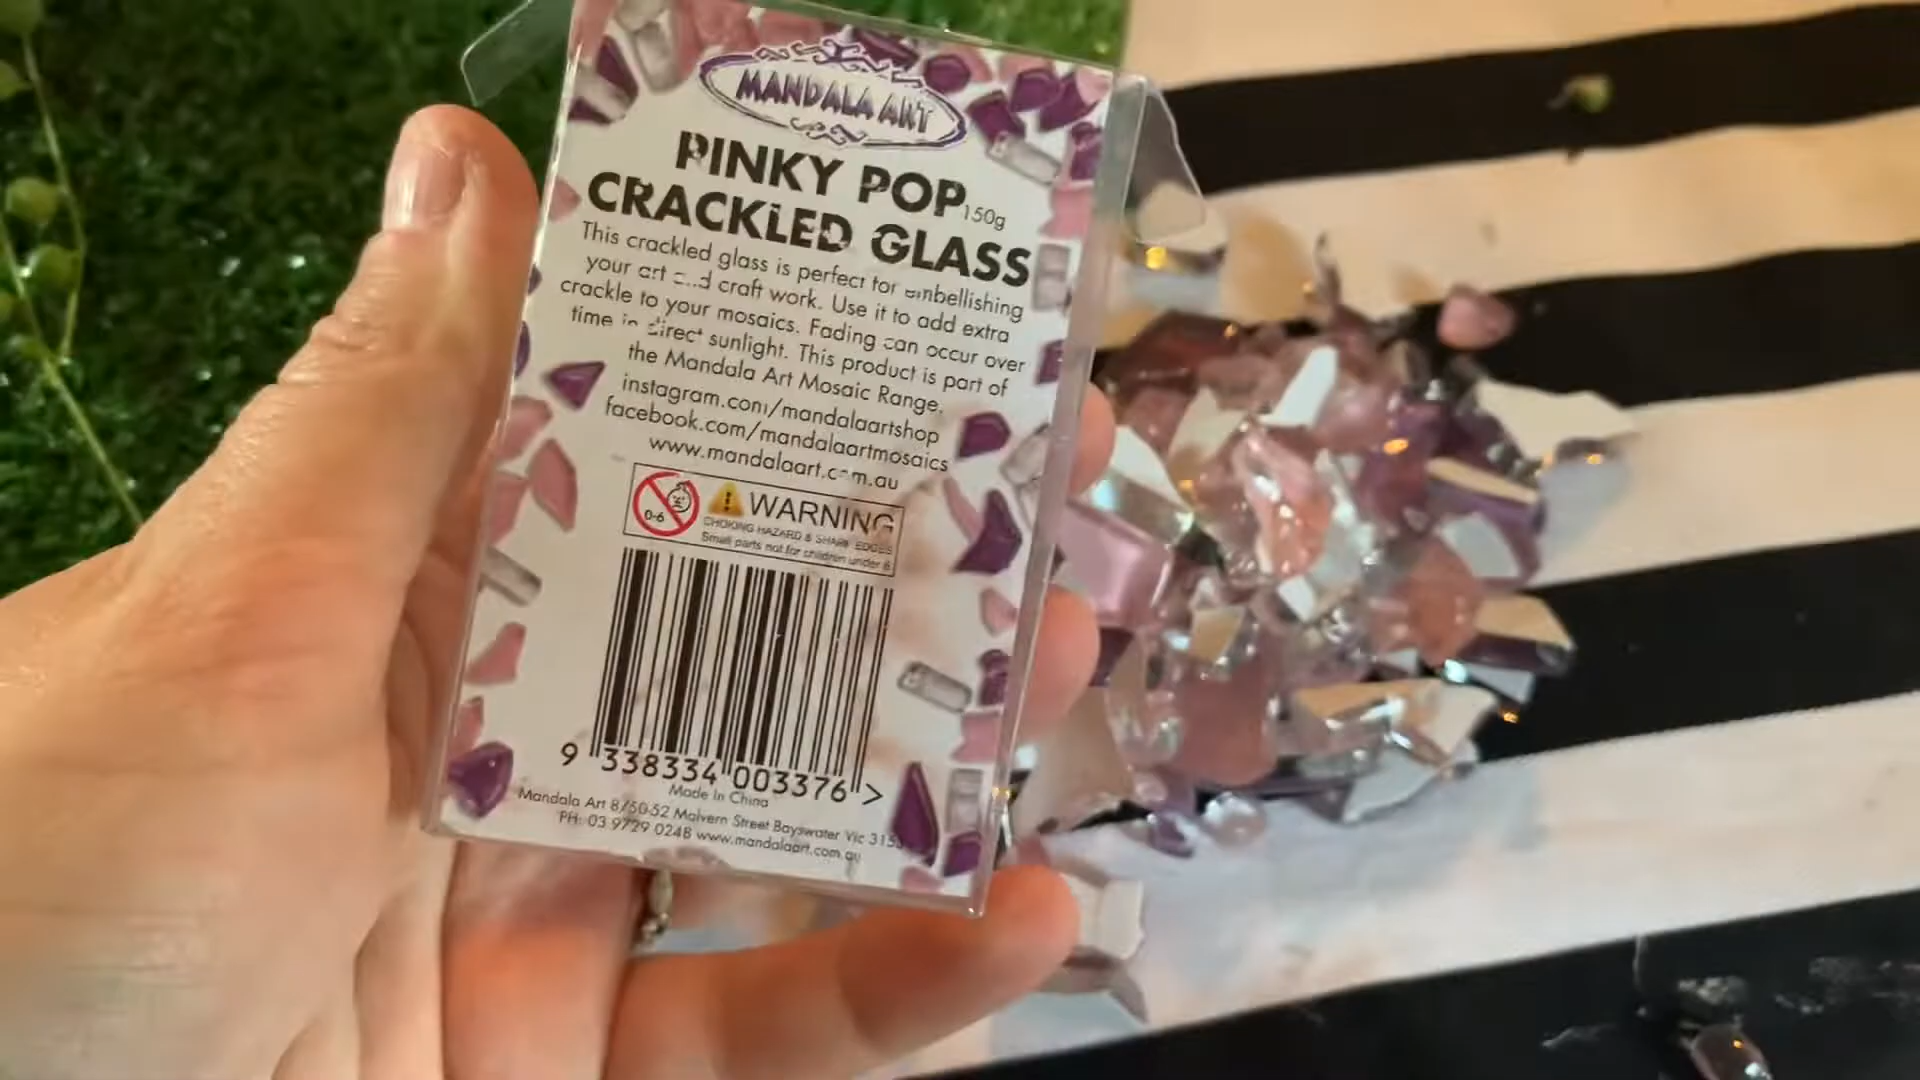 MANDALA ART
PINKY POP 150g
CRACKLED GLASS
This crackled glass is perfect for embellishing
your art and craft work. Use it to add extra
crackle to your mosaics. Fading can occur over
time in direct sunlight. This product is part of
the Mandala Art Mosaic Range.
instagram.com/mandalaartshop
facebook.com/mandalaartmosaics
www.mandalaart.com.au
0-6
WARNING
CHOKING HAZARD & SHARP EDGES
Small parts not for children under 6
9 338334 003376 >
Made In China
Mandala Art 8/50-52 Malvern Street Bayswater Vic
PH: 03 9729 0248 www.mandalaart.com.au